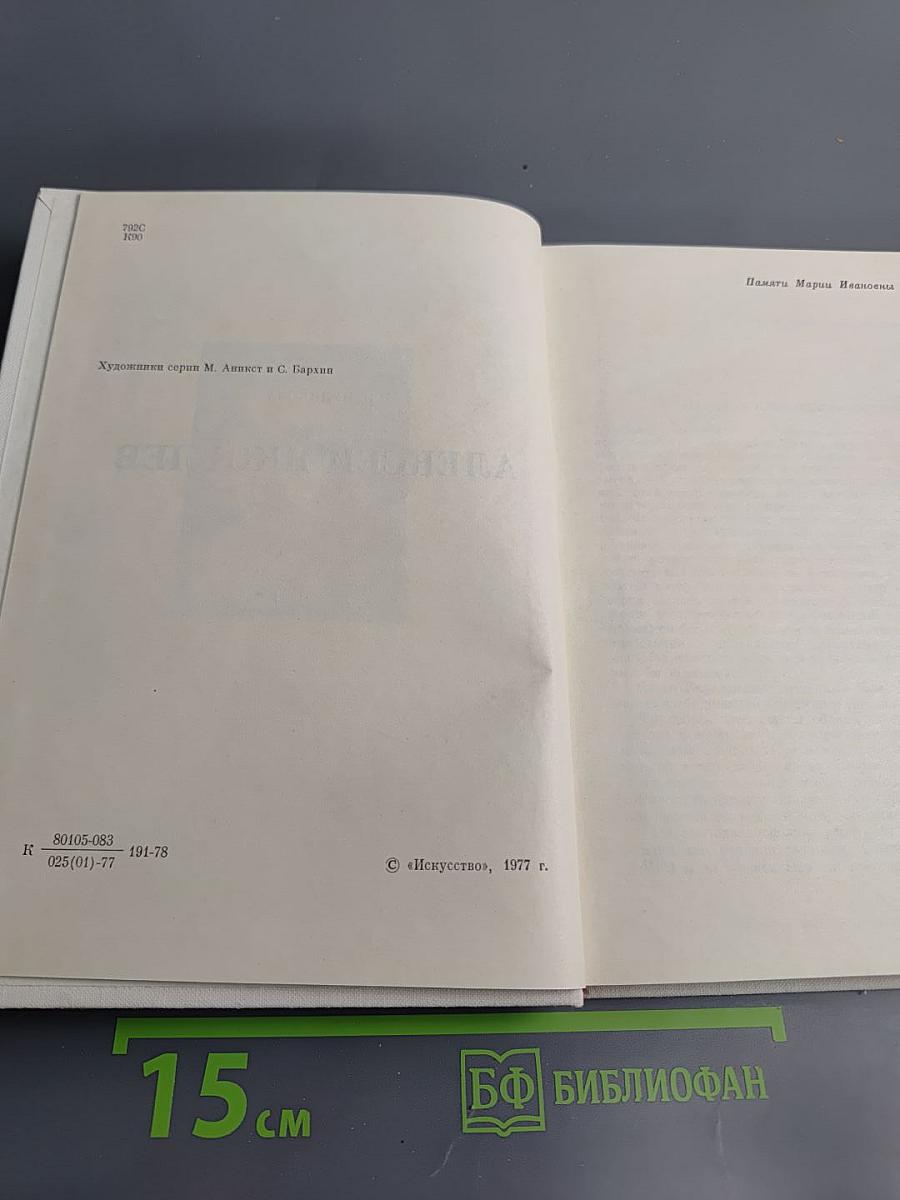 792С
К90
Художники серии М. Аникст и С. Бархин
К 80105-083
025(01)-77 191-78
© «Искусство», 1977 г.
Памяти Марии Ивановны
15 см
БФ БИБЛИОФАН